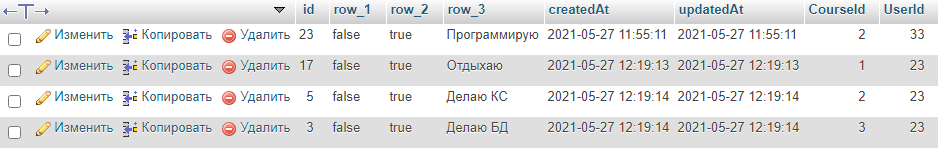 id row_1 row_2 row_3 createdAt updatedAt CourseId UserId
Изменить Копировать Удалить 23 false true Программирую 2021-05-27 11:55:11 2021-05-27 11:55:11 2 33
Изменить Копировать Удалить 17 false true Отдыхаю 2021-05-27 12:19:13 2021-05-27 12:19:13 1 23
Изменить Копировать Удалить 5 false true Делаю КС 2021-05-27 12:19:14 2021-05-27 12:19:14 2 23
Изменить Копировать Удалить 3 false true Делаю БД 2021-05-27 12:19:14 2021-05-27 12:19:14 3 23